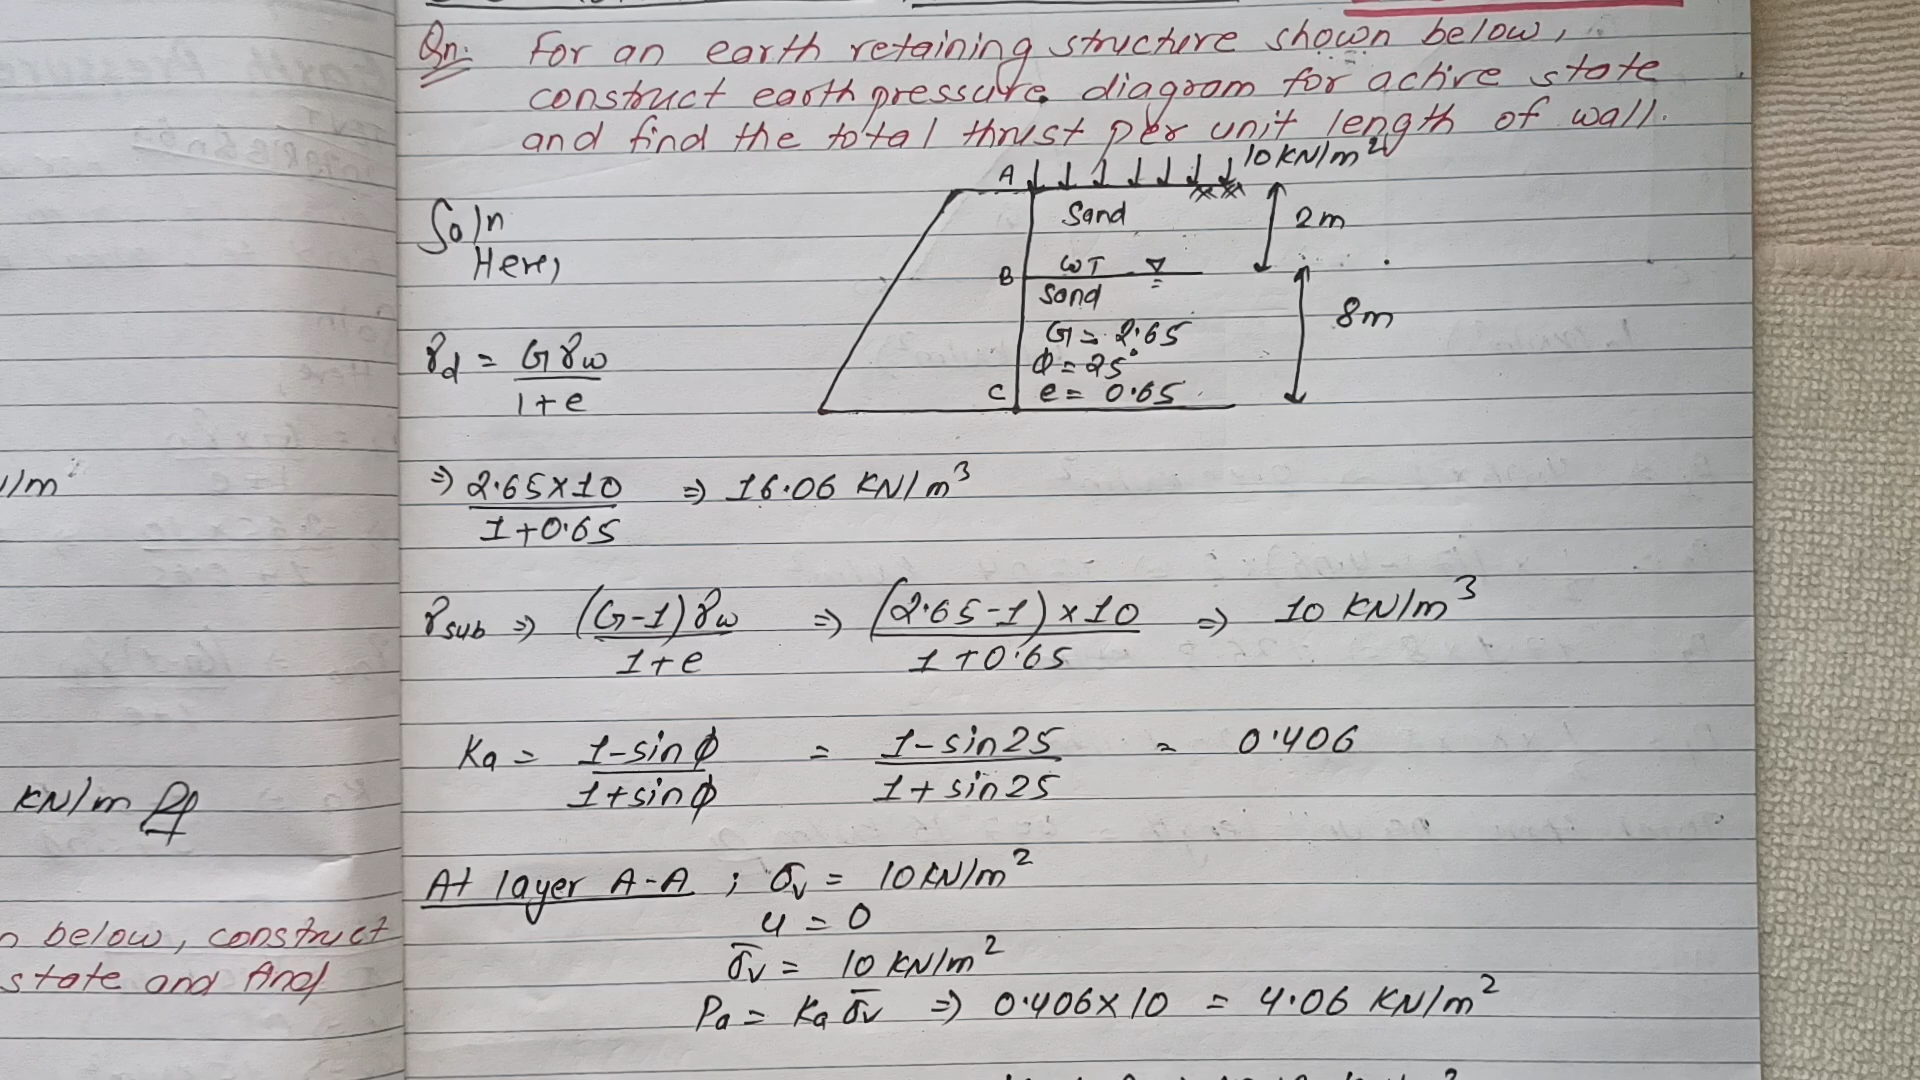 Qn. For an earth retaining structure shown below,
construct earth pressure diagram for active state
and find the total thrust per unit length of wall.
10 KN/m²
A
Sand
2m
Soln
Here,
B
WT
Sand
G = 2.65
8m
φ = 25°
C
e = 0.65
γd = Gγw / 1+e
⇒ 2.65×10 / 1+0.65 ⇒ 16.06 KN/m³
γsub ⇒ (G-1)γw / 1+e ⇒ (2.65-1)×10 / 1+0.65 ⇒ 10 KN/m³
Ka = 1-sinφ / 1+sinφ = 1-sin25 / 1+sin25 = 0.406
At layer A-A ; σv = 10 KN/m²
u = 0
σ̅v = 10 KN/m²
Pa = Ka σ̅v ⇒ 0.406×10 = 4.06 KN/m²
/m²
KN/m
below, construct
state and find